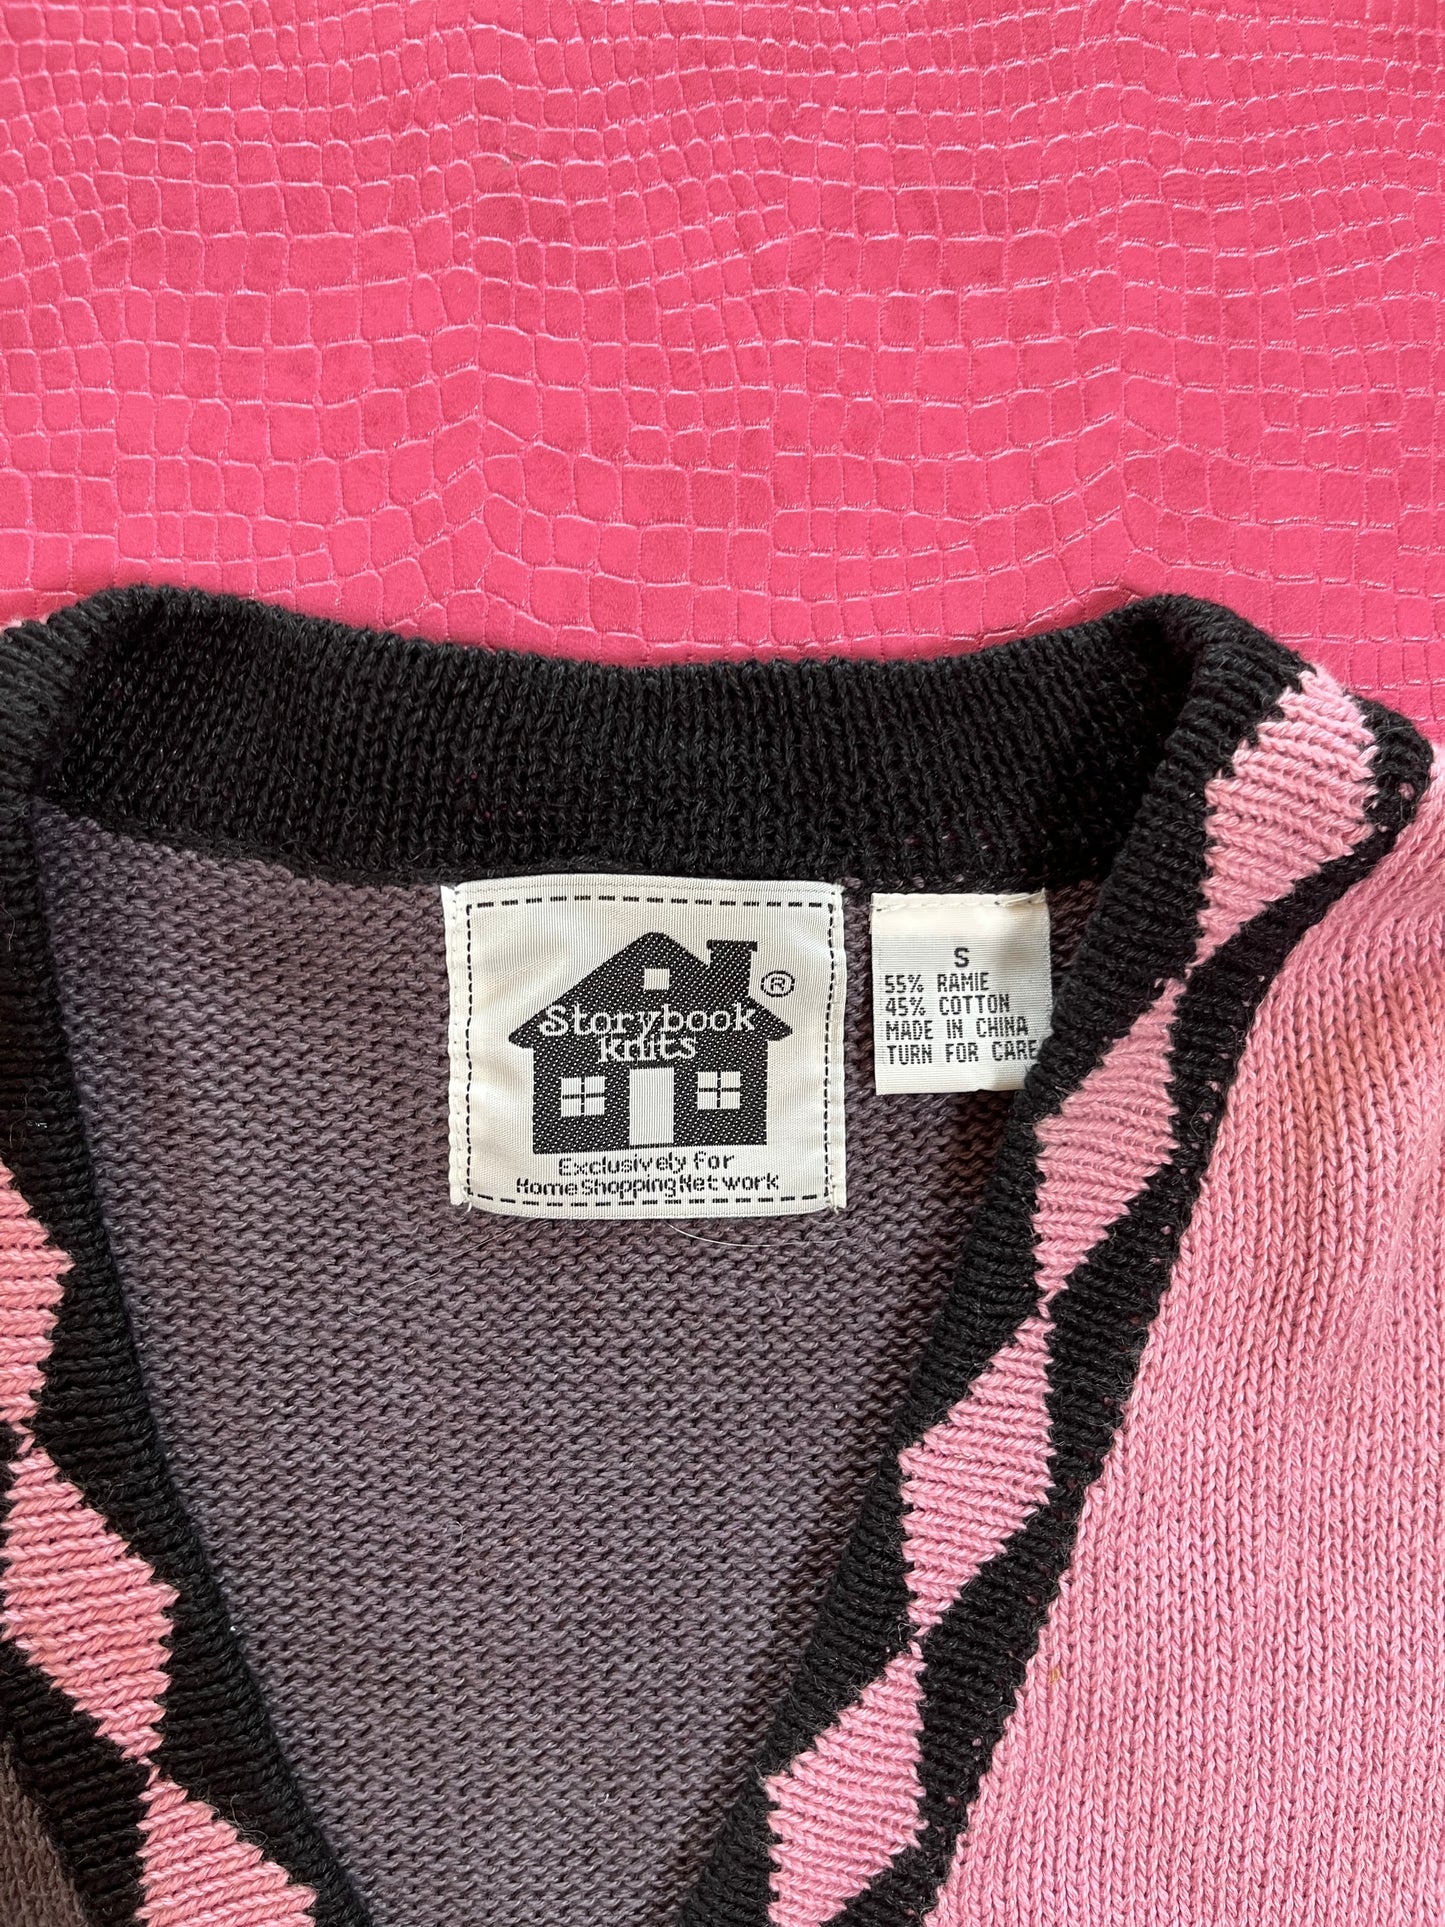 Storybook ®
knits
Exclusively For
Home Shopping Network
S
55% RAMIE
45% COTTON
MADE IN CHINA
TURN FOR CARE